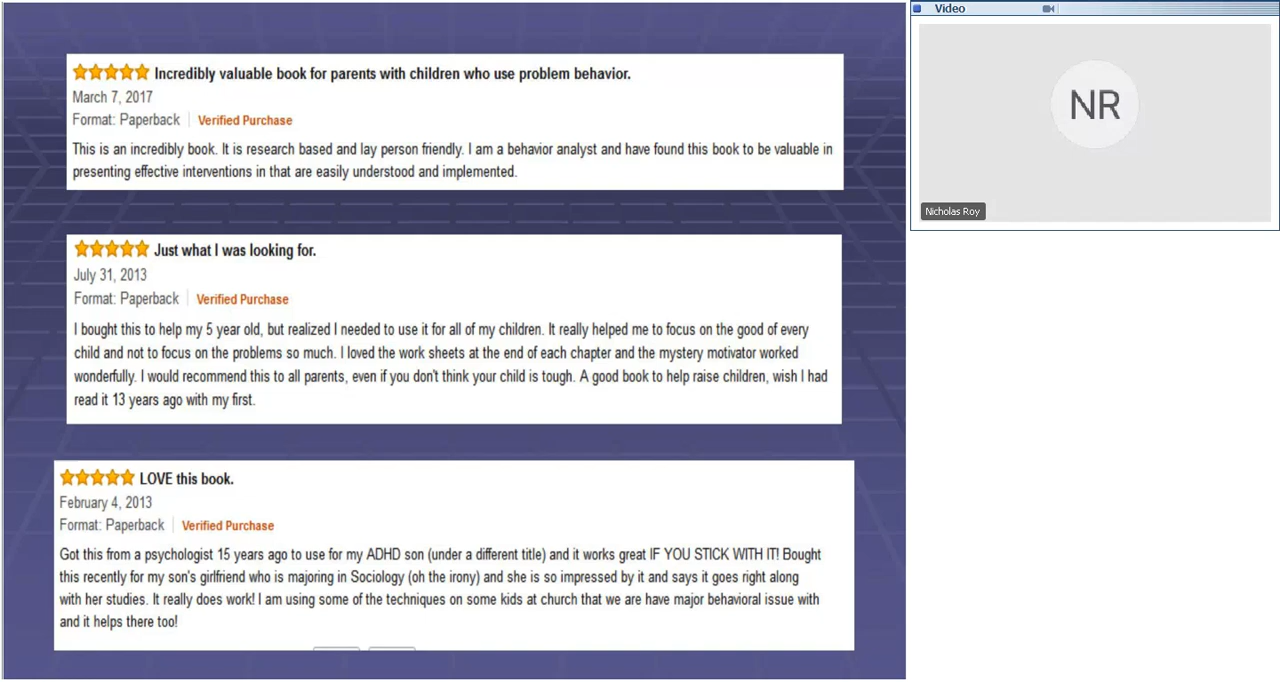 Incredibly valuable book for parents with children who use problem behavior.
March 7, 2017
Format: Paperback Verified Purchase
This is an incredibly book. It is research based and lay person friendly. I am a behavior analyst and have found this book to be valuable in
presenting effective interventions in that are easily understood and implemented.
Just what I was looking for.
July 31, 2013
Format: Paperback Verified Purchase
I bought this to help my 5 year old, but realized I needed to use it for all of my children. It really helped me to focus on the good of every
child and not to focus on the problems so much. I loved the work sheets at the end of each chapter and the mystery motivator worked
wonderfully. I would recommend this to all parents, even if you don't think your child is tough. A good book to help raise children, wish I had
read it 13 years ago with my first.
LOVE this book.
February 4, 2013
Format: Paperback Verified Purchase
Got this from a psychologist 15 years ago to use for my ADHD son (under a different title) and it works great IF YOU STICK WITH IT! Bought
this recently for my son's girlfriend who is majoring in Sociology (oh the irony) and she is so impressed by it and says it goes right along
with her studies. It really does work! I am using some of the techniques on some kids at church that we are have major behavioral issue with
and it helps there too!
Video
NR
Nicholas Roy